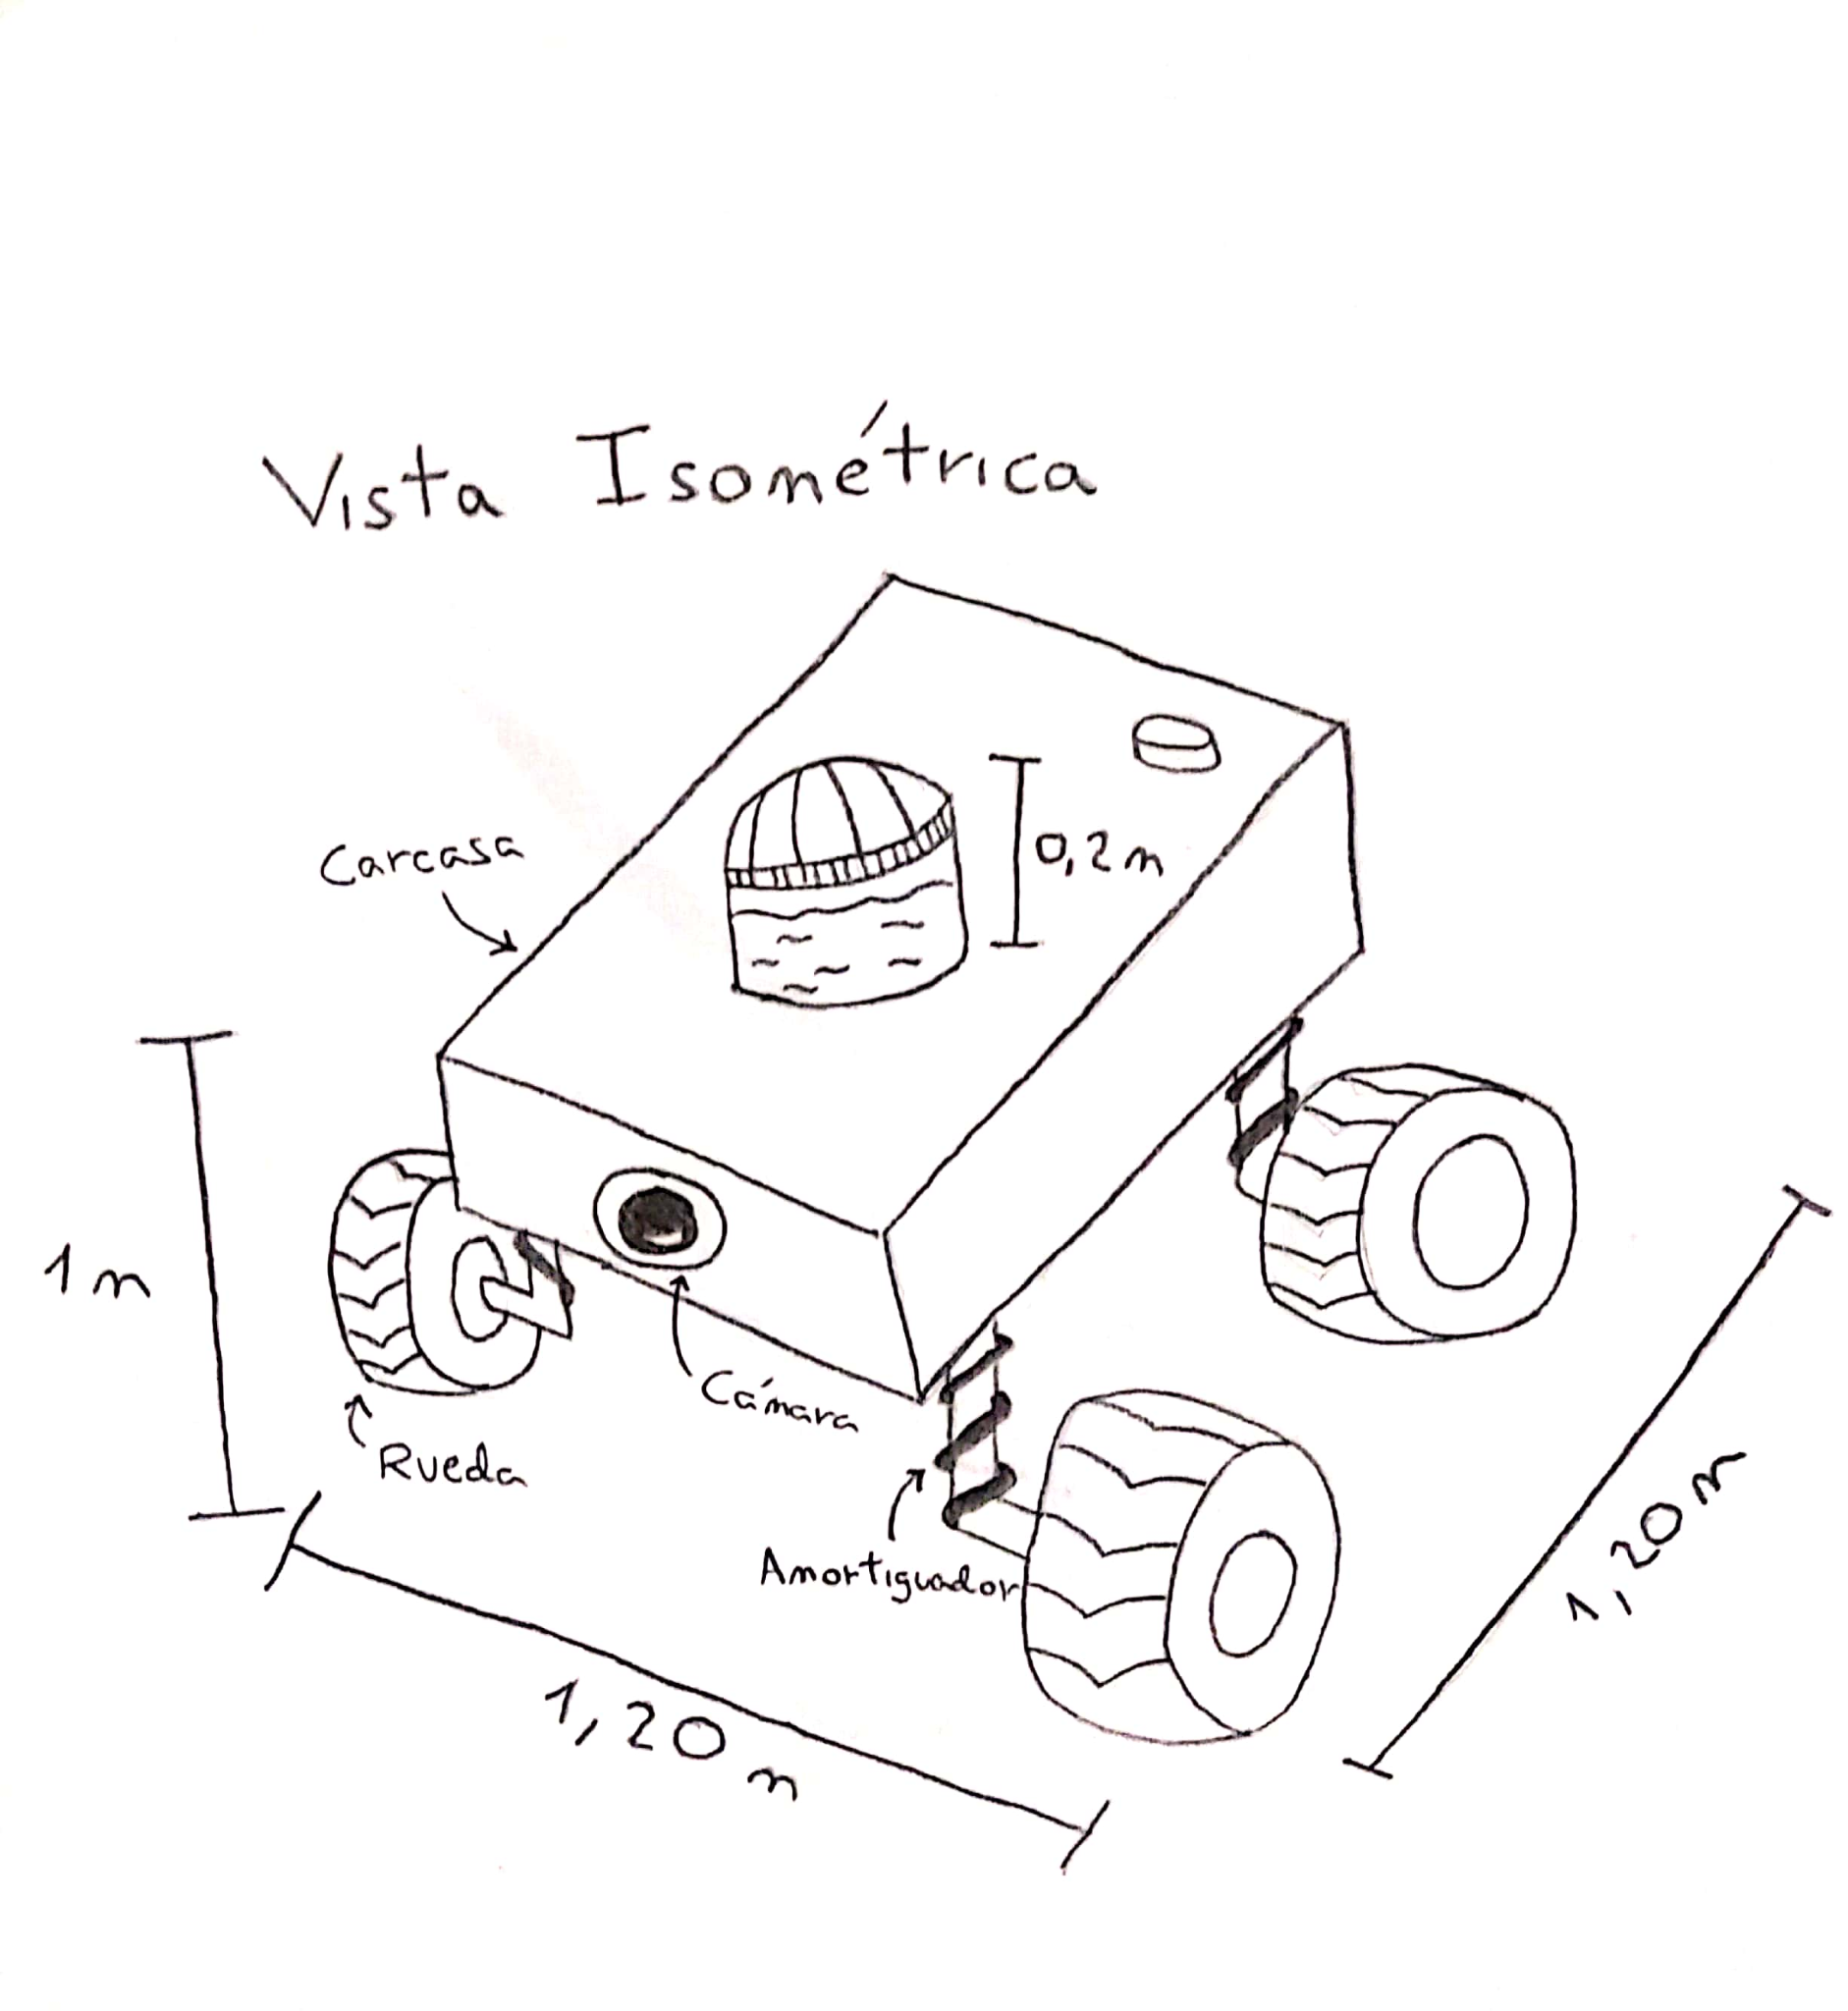 Vista Isométrica
0,2 m
Carcasa
1 m
Cámara
Rueda
Amortiguador
1,20 m
1,20 m